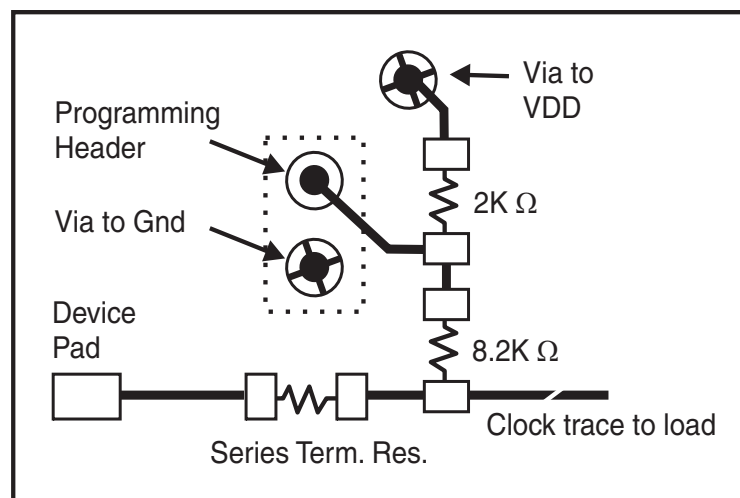 Via to
VDD
Programming
Header
2K Ω
Via to Gnd
Device
Pad
8.2K Ω
Clock trace to load
Series Term. Res.